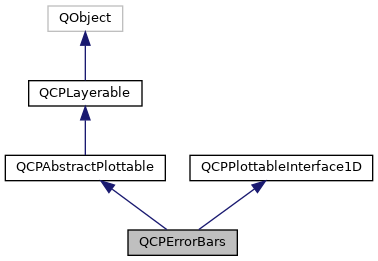 QObject
QCPLayerable
QCPAbstractPlottable
QCPPlottableInterface1D
QCPErrorBars